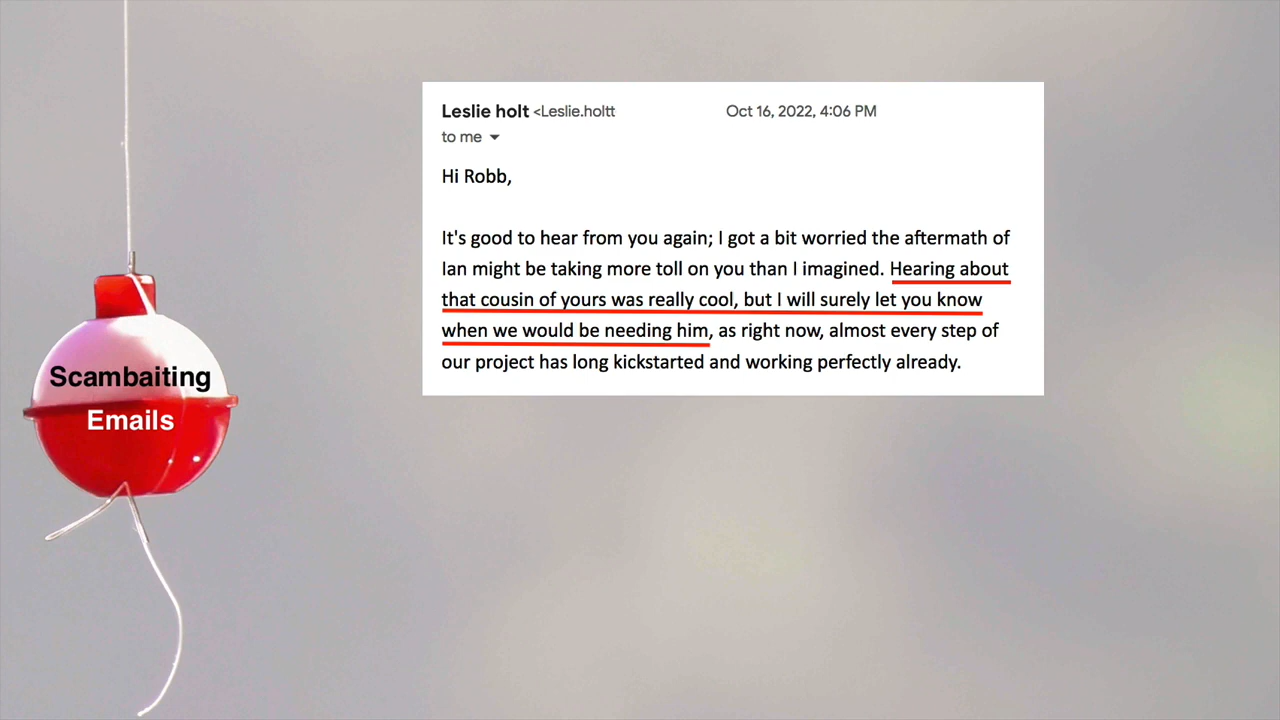 Scambaiting
Emails
Leslie holt <Leslie.holtt
Oct 16, 2022, 4:06 PM
to me
Hi Robb,
It's good to hear from you again; I got a bit worried the aftermath of
Ian might be taking more toll on you than I imagined. Hearing about
that cousin of yours was really cool, but I will surely let you know
when we would be needing him, as right now, almost every step of
our project has long kickstarted and working perfectly already.